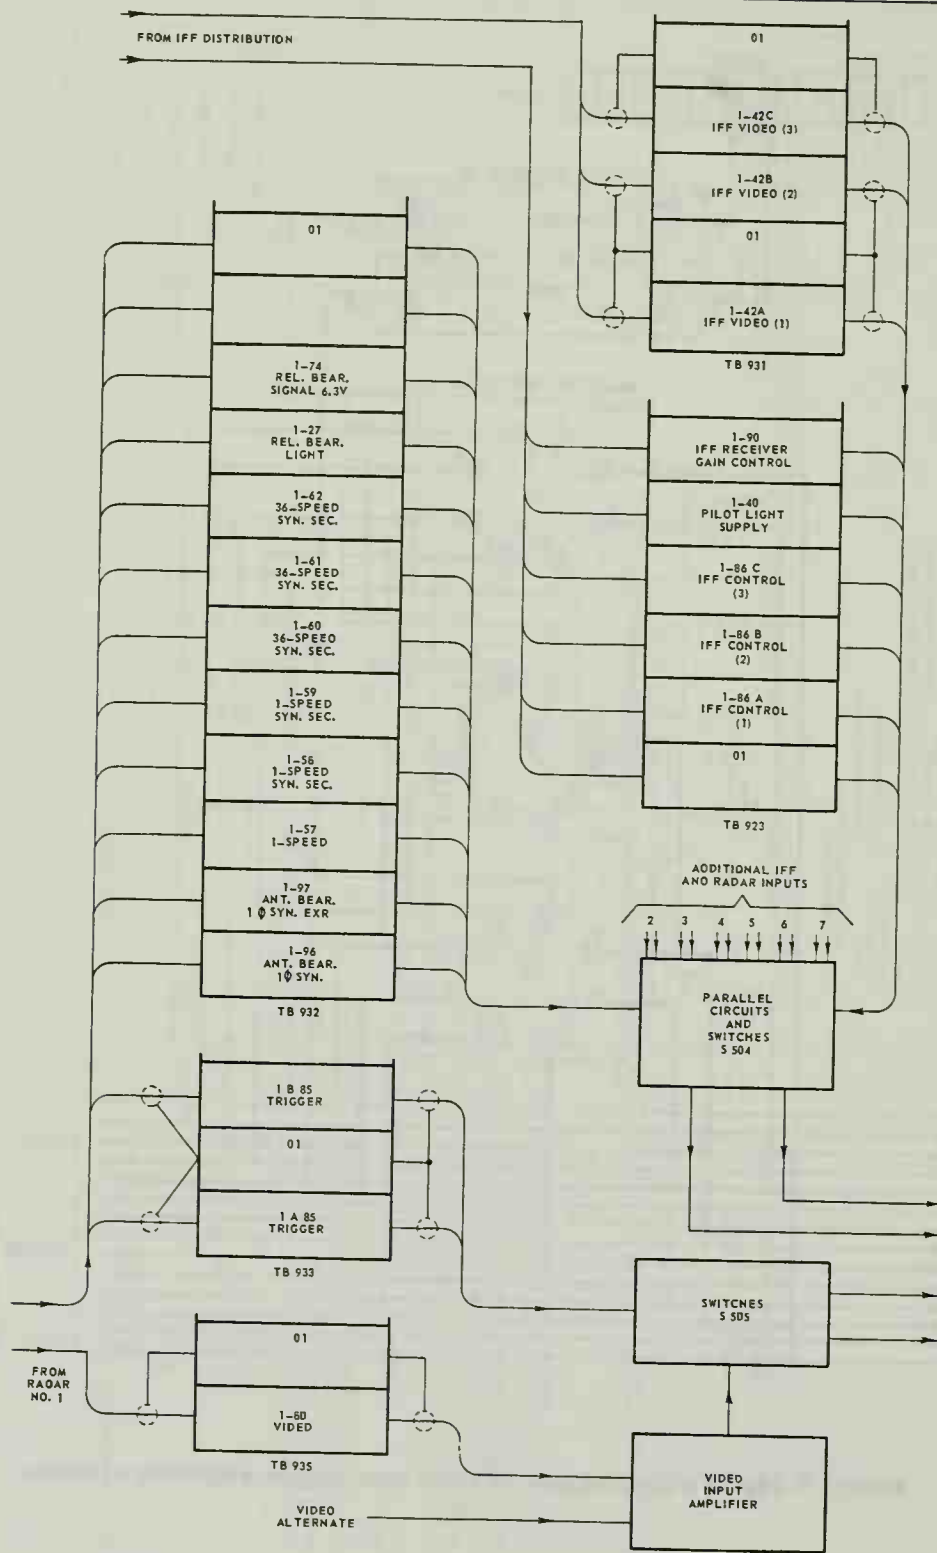 FROM IFF DISTRIBUTION
01
1-42C
IFF VIDEO (3)
1-42B
IFF VIDEO (2)
01
1-42A
IFF VIDEO (1)
TB 931
01
1-74
REL. BEAR.
SIGNAL 6.3V
1-27
REL. BEAR.
LIGHT
1-62
36-SPEED
SYN. SEC.
1-61
36-SPEED
SYN. SEC.
1-60
36-SPEED
SYN. SEC.
1-59
1-SPEED
SYN. SEC.
1-58
1-SPEED
SYN. SEC.
1-57
1-SPEED
1-97
ANT. BEAR.
1 φ SYN. EXR
1-96
ANT. BEAR.
1φ SYN.
TB 932
1-90
IFF RECEIVER
GAIN CONTROL
1-40
PILOT LIGHT
SUPPLY
1-86 C
IFF CONTROL
(3)
1-86 B
IFF CONTROL
(2)
1-86 A
IFF CONTROL
(1)
01
TB 923
ADDITIONAL IFF
AND RADAR INPUTS
2 3 4 5 6 7
PARALLEL
CIRCUITS
AND
SWITCHES
S 504
1 B 85
TRIGGER
01
1 A 85
TRIGGER
TB 933
SWITCHES
S 505
FROM
RADAR
NO. 1
01
1-80
VIDEO
TB 935
VIDEO
INPUT
AMPLIFIER
VIDEO
ALTERNATE